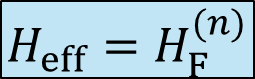 H_eff = H_F^(n)